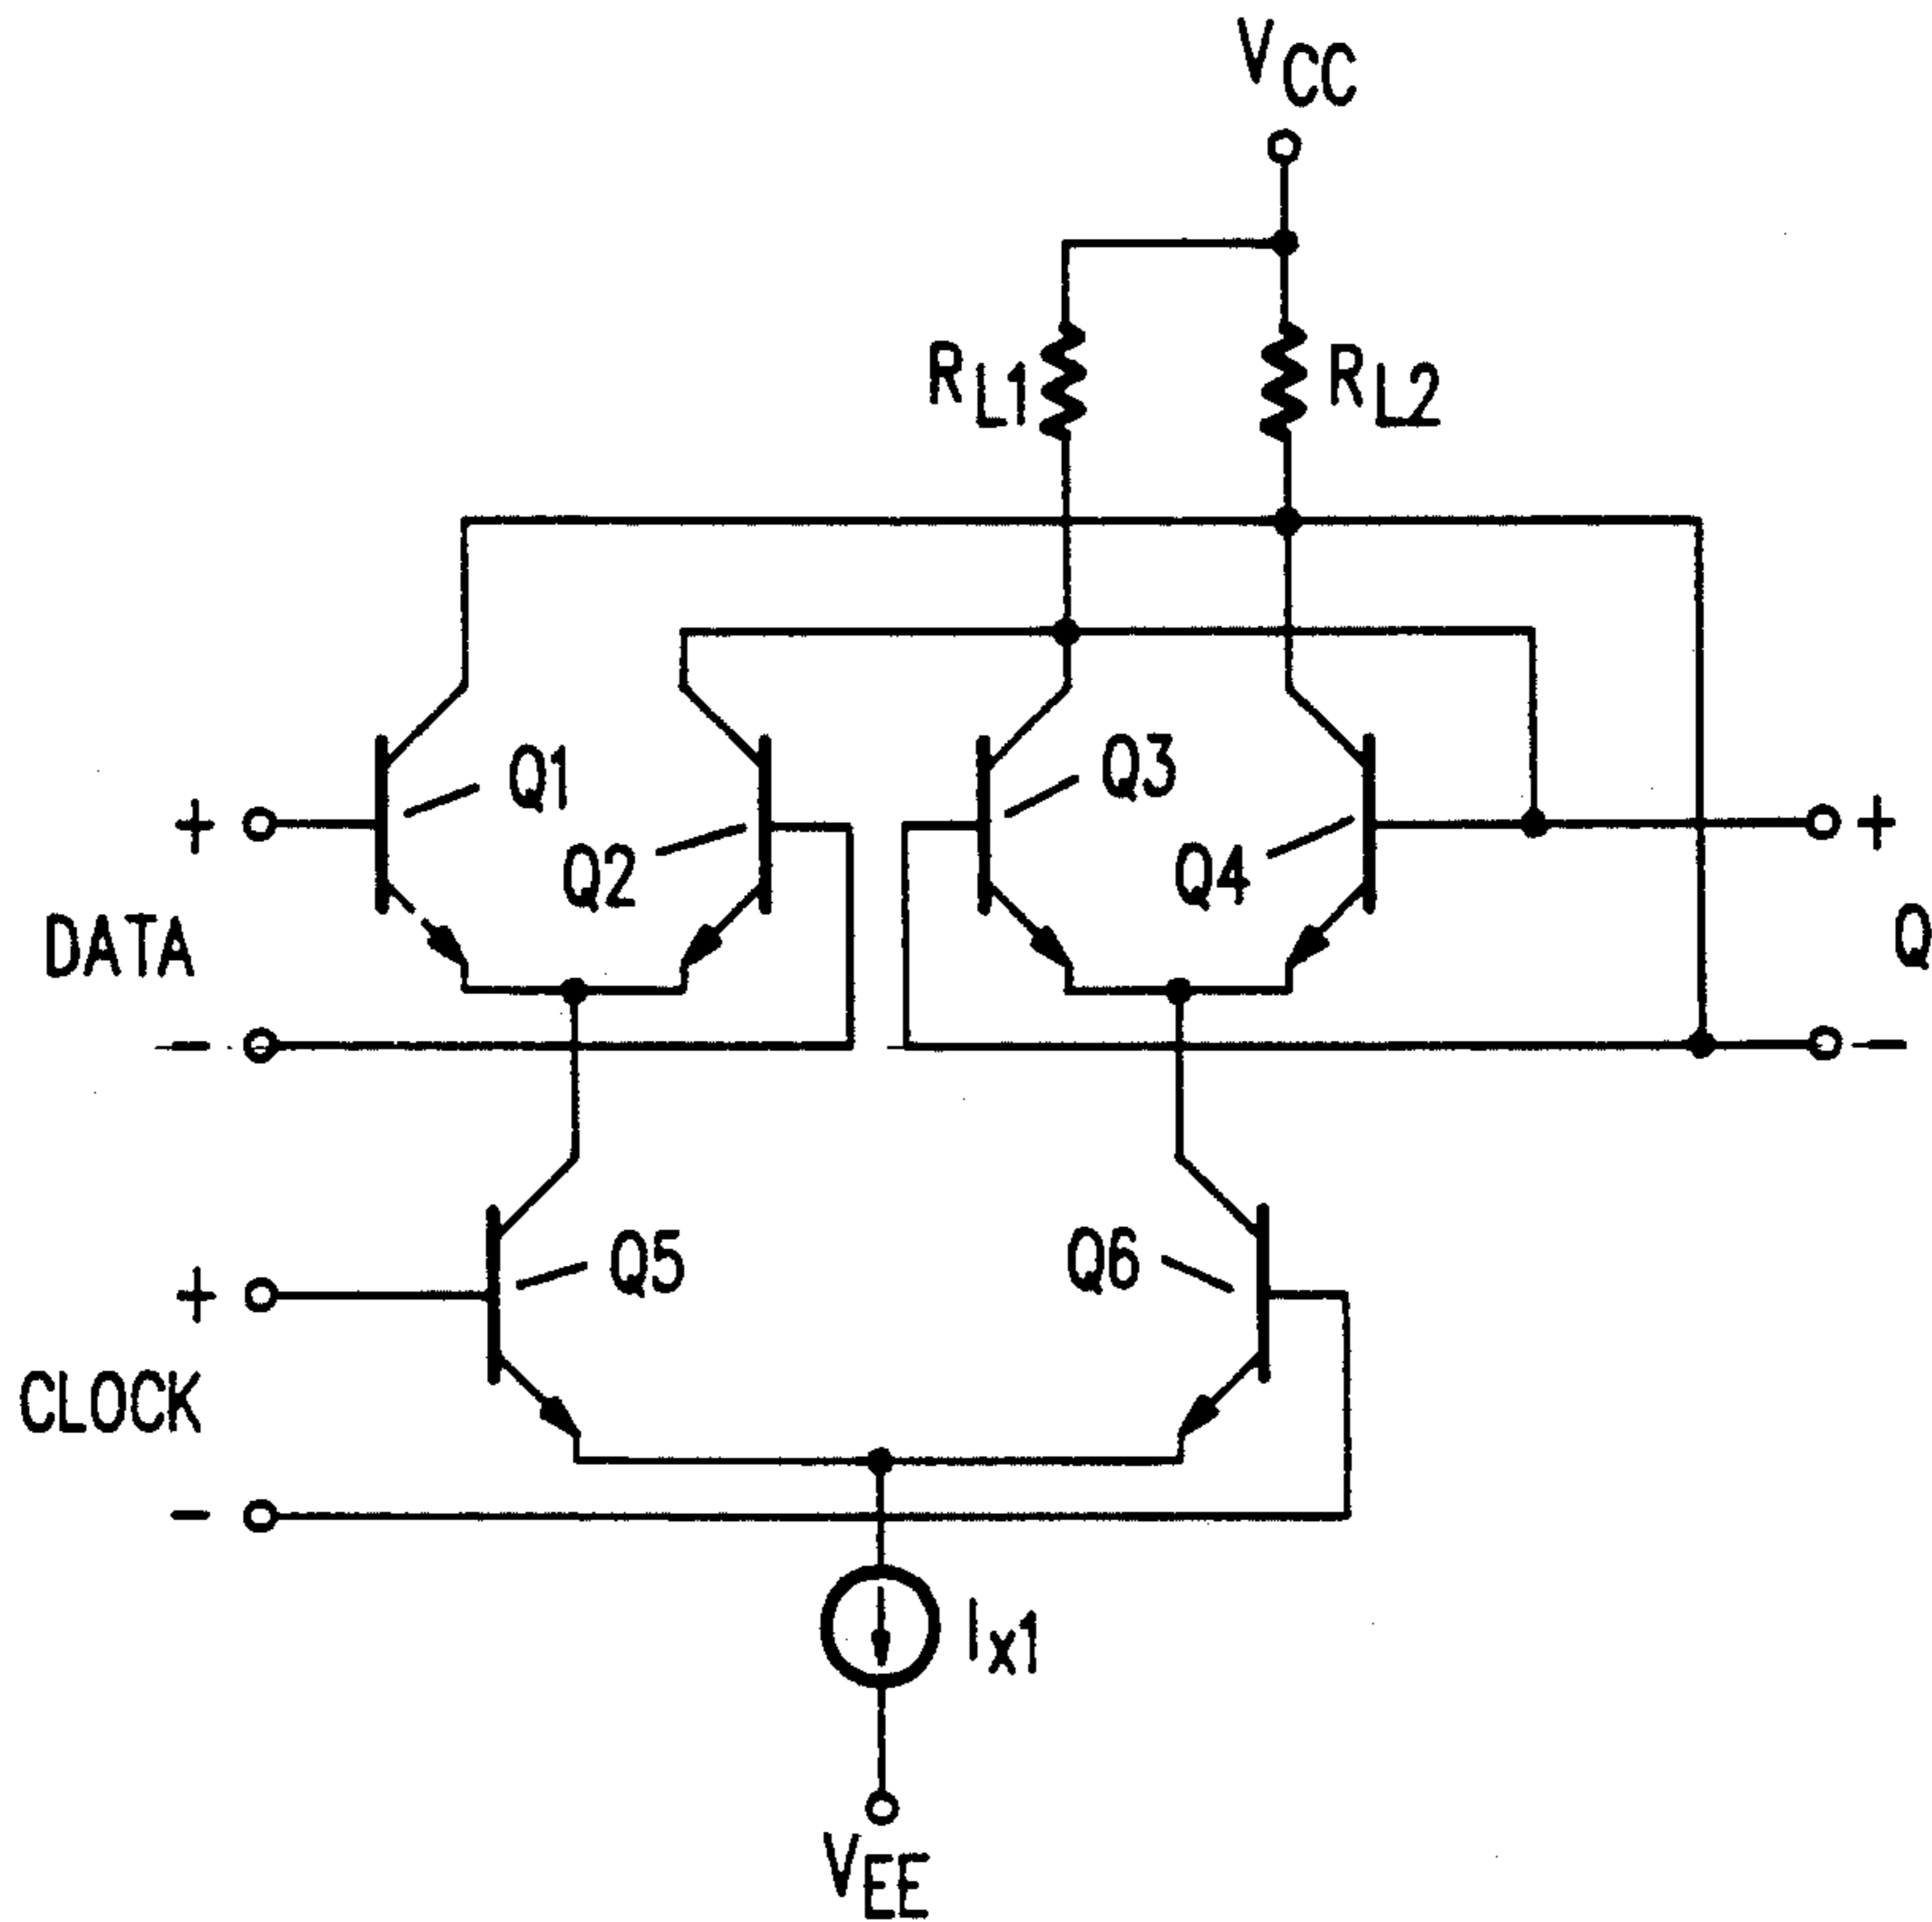 VCC
RL1
RL2
Q1
Q3
Q2
Q4
+
+
DATA
Q
-
-
Q5
Q6
+
CLOCK
-
Ix1
VEE